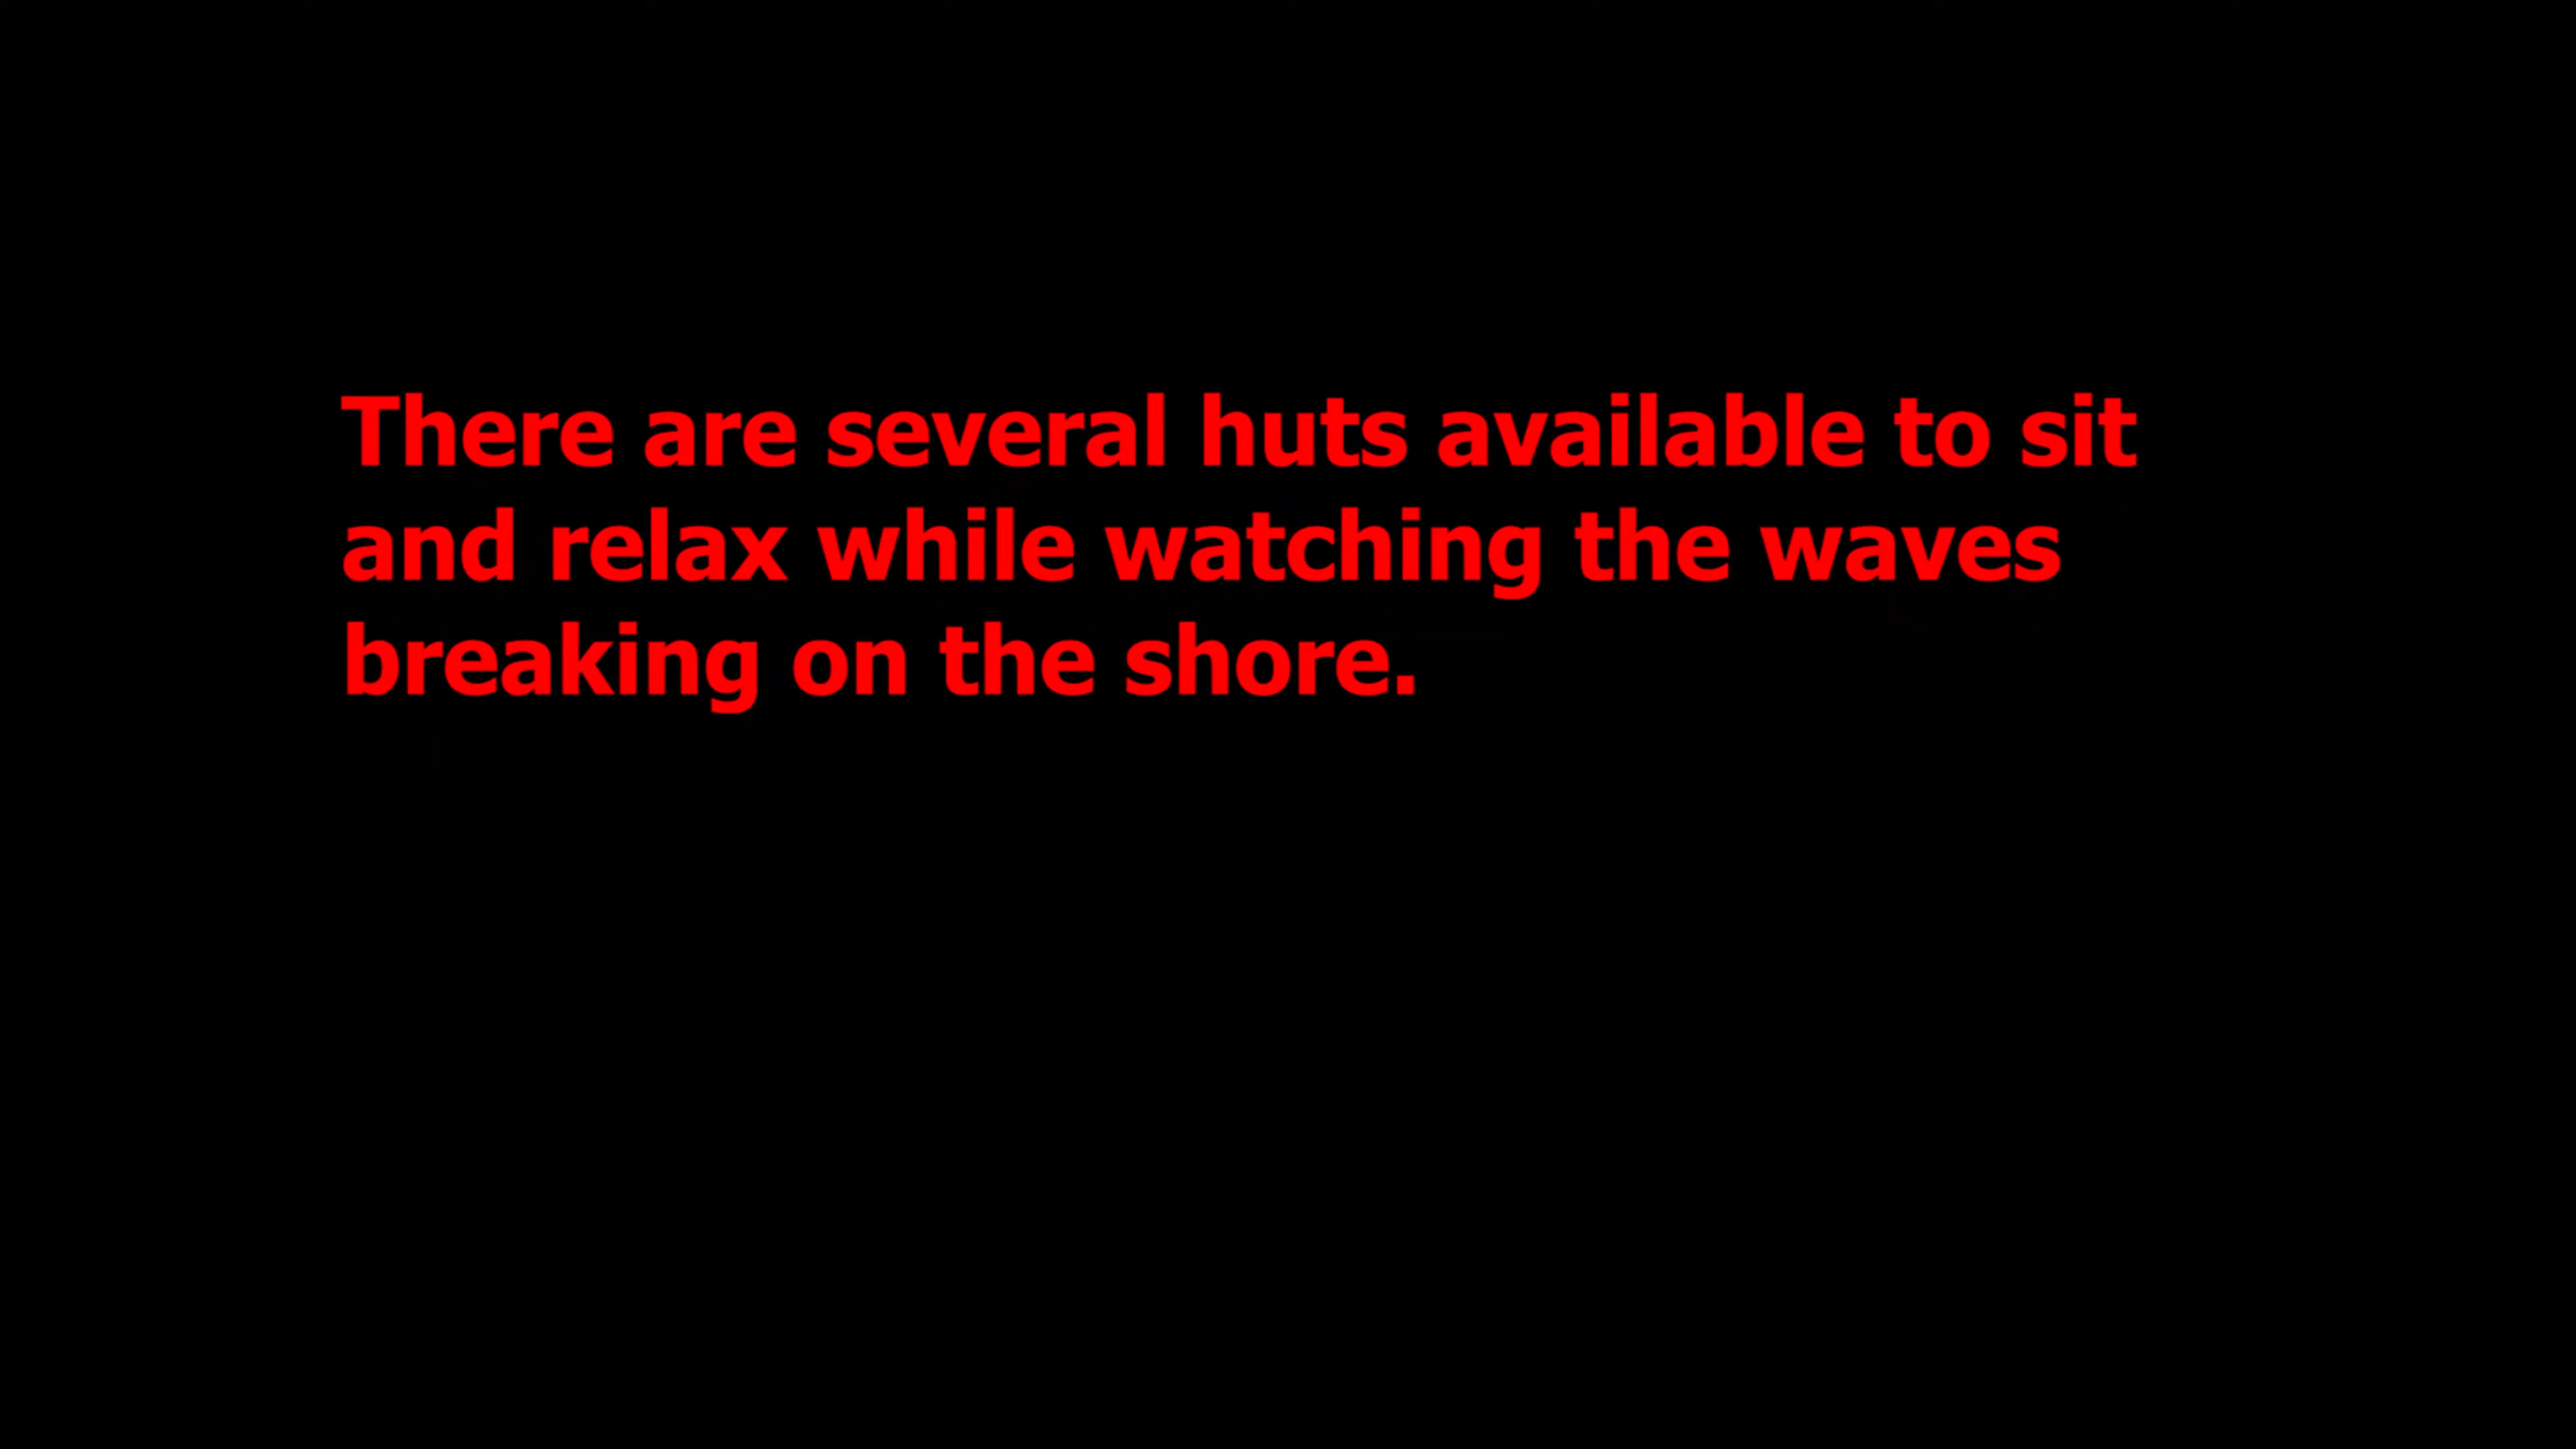 There are several huts available to sit
and relax while watching the waves
breaking on the shore.